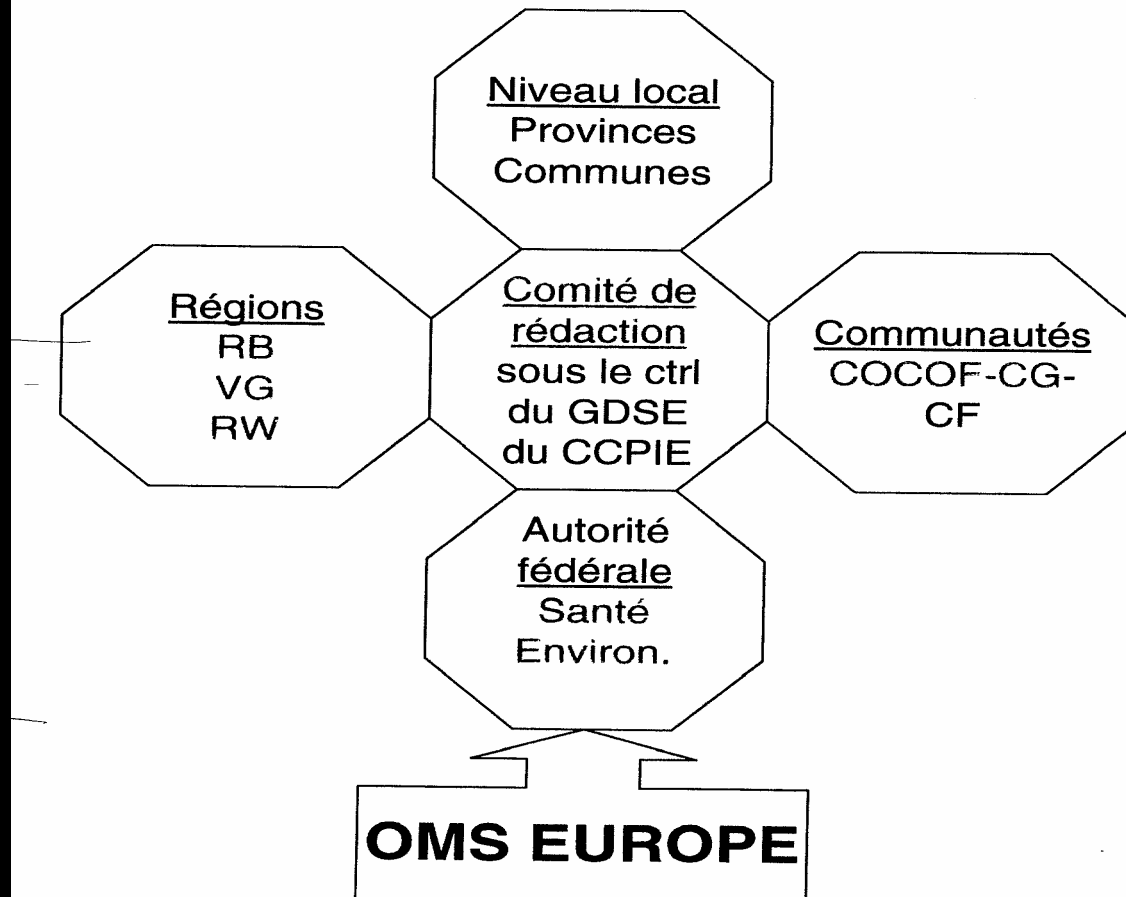 Niveau local
Provinces
Communes
Régions
RB
VG
RW
Comité de
rédaction
sous le ctrl
du GDSE
du CCPIE
Communautés
COCOF-CG-
CF
Autorité
fédérale
Santé
Environ.
OMS EUROPE